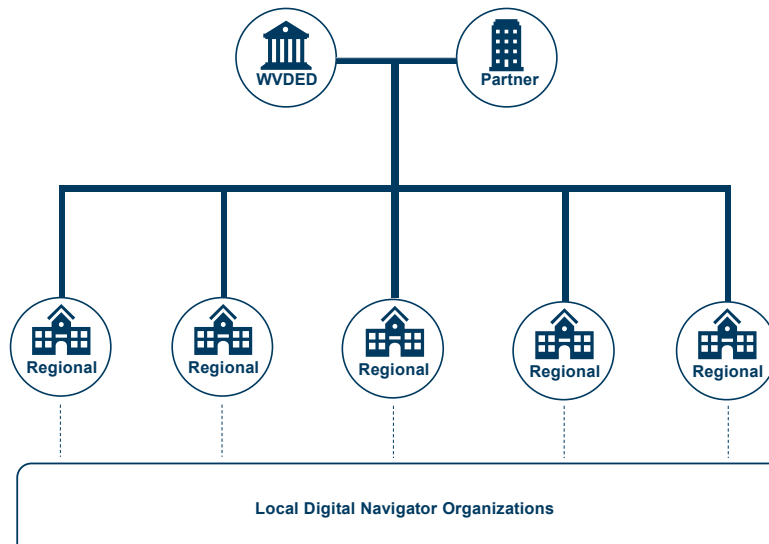 WVDED
Partner
Regional
Regional
Regional
Regional
Regional
Local Digital Navigator Organizations